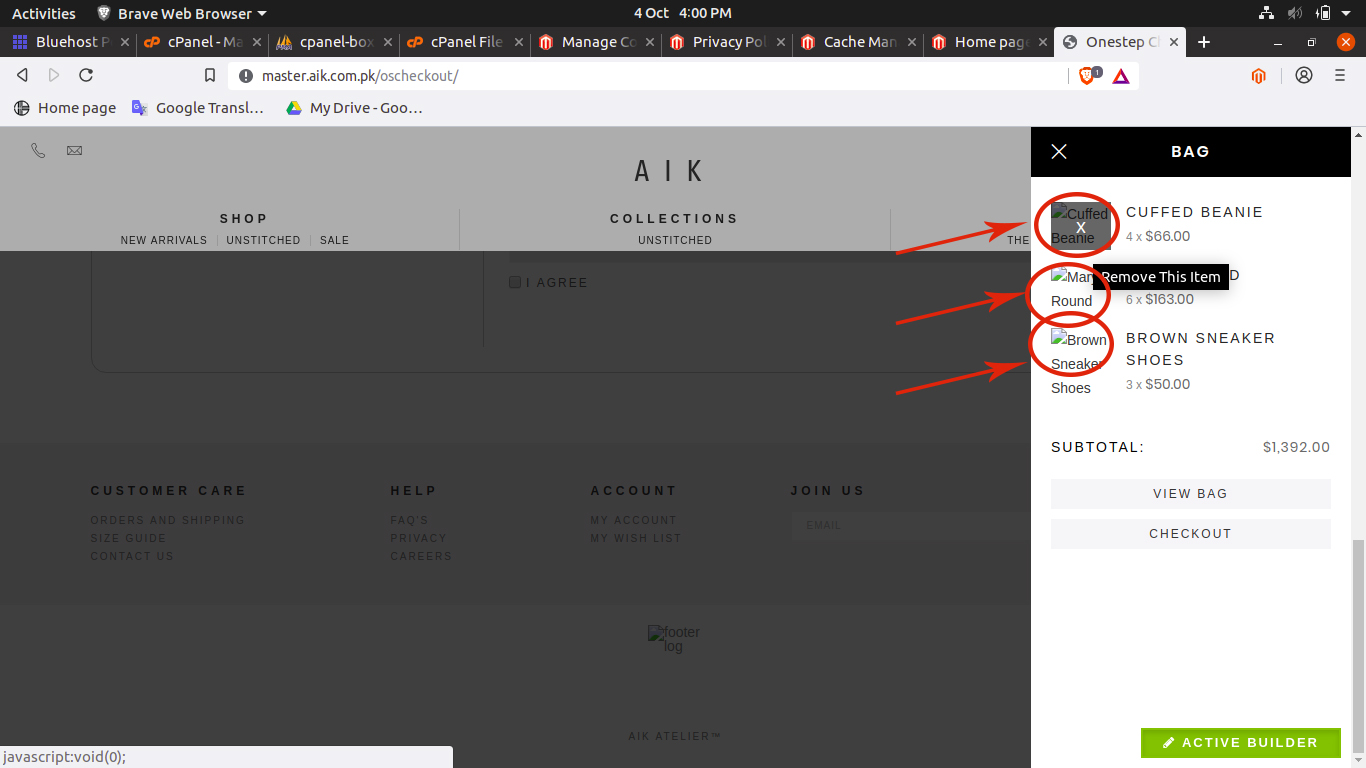 Activities Brave Web Browser 4 Oct 4:00 PM
Bluehost P cPanel - Ma cpanel-box cPanel File Manage Co Privacy Pol Cache Man Home page Onestep C
master.aik.com.pk/oscheckout/ 1
Home page Google Transl… My Drive - Goo…
AIK
SHOP
NEW ARRIVALS UNSTITCHED SALE
COLLECTIONS
UNSTITCHED
THE
I AGREE
BAG
Cuffed Beanie
X
CUFFED BEANIE
4 x $66.00
Remove This Item
Round
D
6 x $163.00
Brown Sneaker Shoes
BROWN SNEAKER
SHOES
3 x $50.00
SUBTOTAL: $1,392.00
VIEW BAG
CHECKOUT
CUSTOMER CARE
ORDERS AND SHIPPING
SIZE GUIDE
CONTACT US
HELP
FAQ'S
PRIVACY
CAREERS
ACCOUNT
MY ACCOUNT
MY WISH LIST
JOIN US
EMAIL
footer
log
AIK ATELIER™
ACTIVE BUILDER
javascript:void(0);